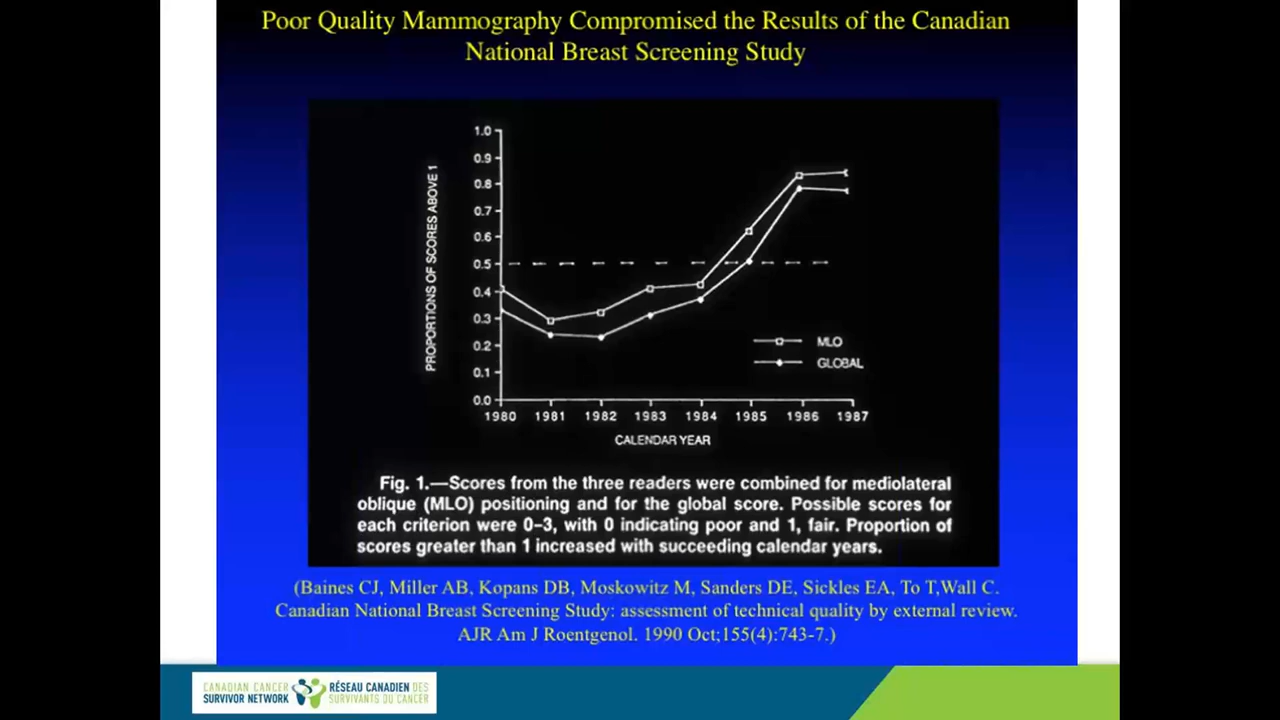 Poor Quality Mammography Compromised the Results of the Canadian
National Breast Screening Study
PROPORTIONS OF SCORES ABOVE 1
1.0
0.9
0.8
0.7
0.6
0.5
0.4
0.3
0.2
0.1
0.0
MLO
GLOBAL
1980 1981 1982 1983 1984 1985 1986 1987
CALENDAR YEAR
Fig. 1.—Scores from the three readers were combined for mediolateral
oblique (MLO) positioning and for the global score. Possible scores for
each criterion were 0–3, with 0 indicating poor and 1, fair. Proportion of
scores greater than 1 increased with succeeding calendar years.
(Baines CJ, Miller AB, Kopans DB, Moskowitz M, Sanders DE, Sickles EA, To T,Wall C.
Canadian National Breast Screening Study: assessment of technical quality by external review.
AJR Am J Roentgenol. 1990 Oct;155(4):743-7.)
CANADIAN CANCER
SURVIVOR NETWORK
RÉSEAU CANADIEN DES
SURVIVANTS DU CANCER